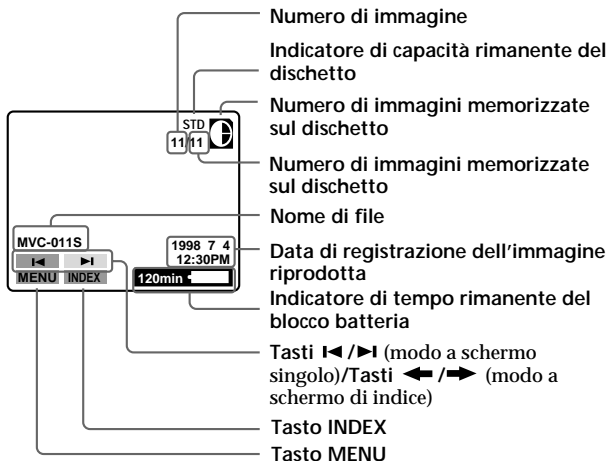 Numero di immagine
Indicatore di capacità rimanente del
dischetto
Numero di immagini memorizzate
sul dischetto
Numero di immagini memorizzate
sul dischetto
Nome di file
Data di registrazione dell'immagine
riprodotta
Indicatore di tempo rimanente del
blocco batteria
Tasti /  (modo a schermo
singolo)/Tasti  /  (modo a
schermo di indice)
Tasto INDEX
Tasto MENU
STD
11/11
MVC-011S
1998 7 4
12:30PM
MENU INDEX
120min